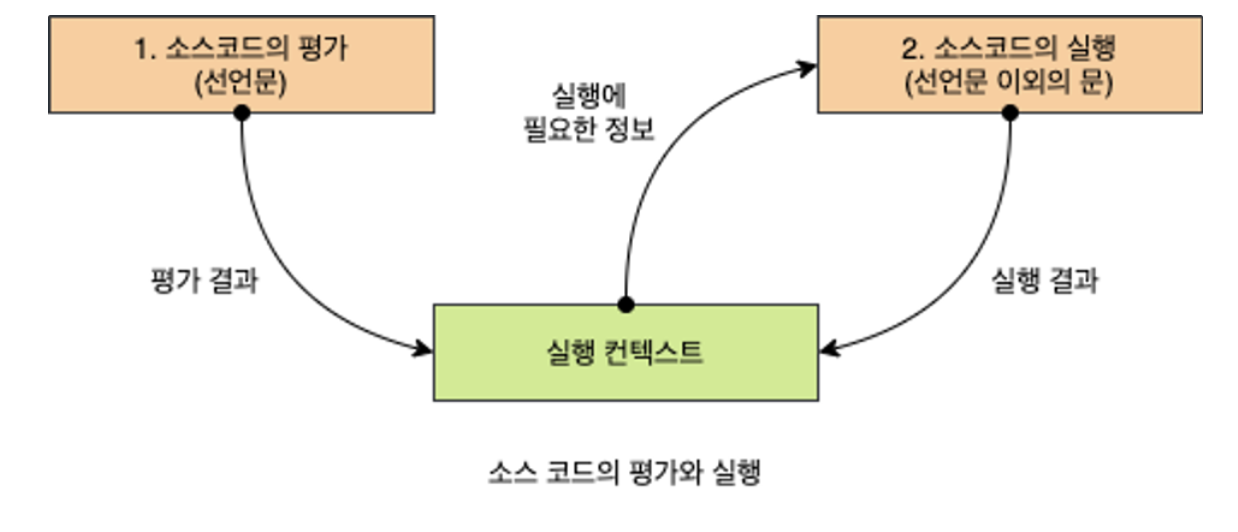 1. 소스코드의 평가
(선언문)
실행에
필요한 정보
2. 소스코드의 실행
(선언문 이외의 문)
평가 결과
실행 결과
실행 컨텍스트
소스 코드의 평가와 실행